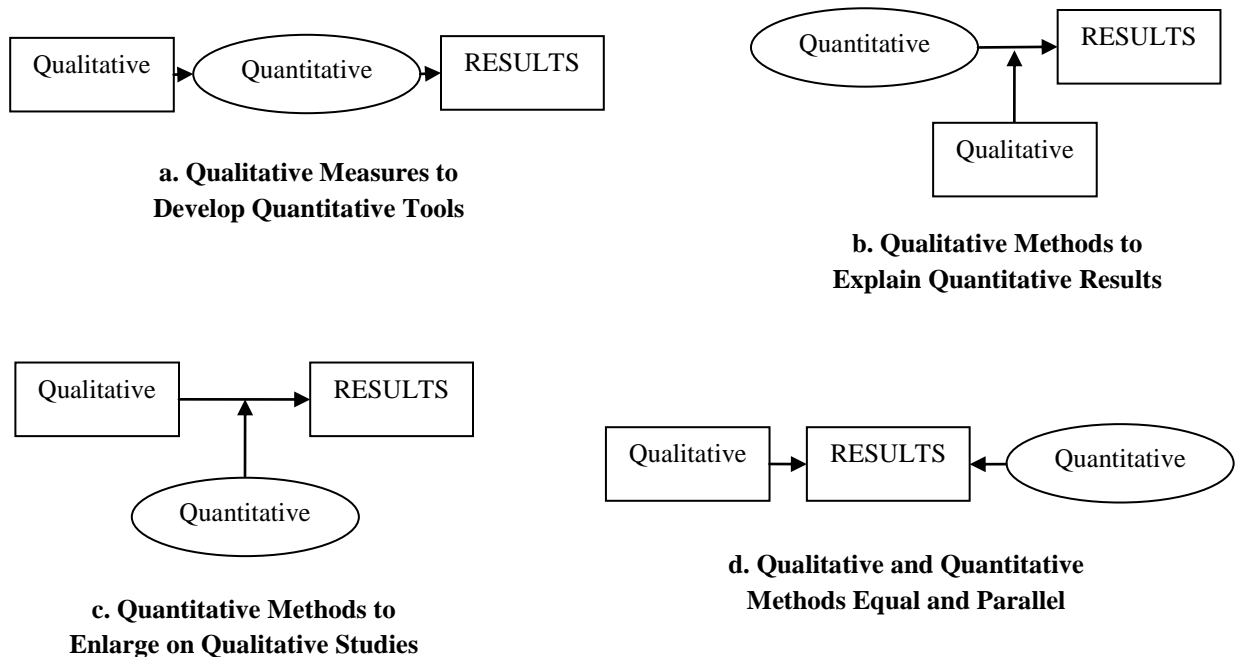 Qualitative
Quantitative
RESULTS
a. Qualitative Measures to
Develop Quantitative Tools
Quantitative
RESULTS
Qualitative
b. Qualitative Methods to
Explain Quantitative Results
Qualitative
RESULTS
Quantitative
c. Quantitative Methods to
Enlarge on Qualitative Studies
Qualitative
RESULTS
Quantitative
d. Qualitative and Quantitative
Methods Equal and Parallel